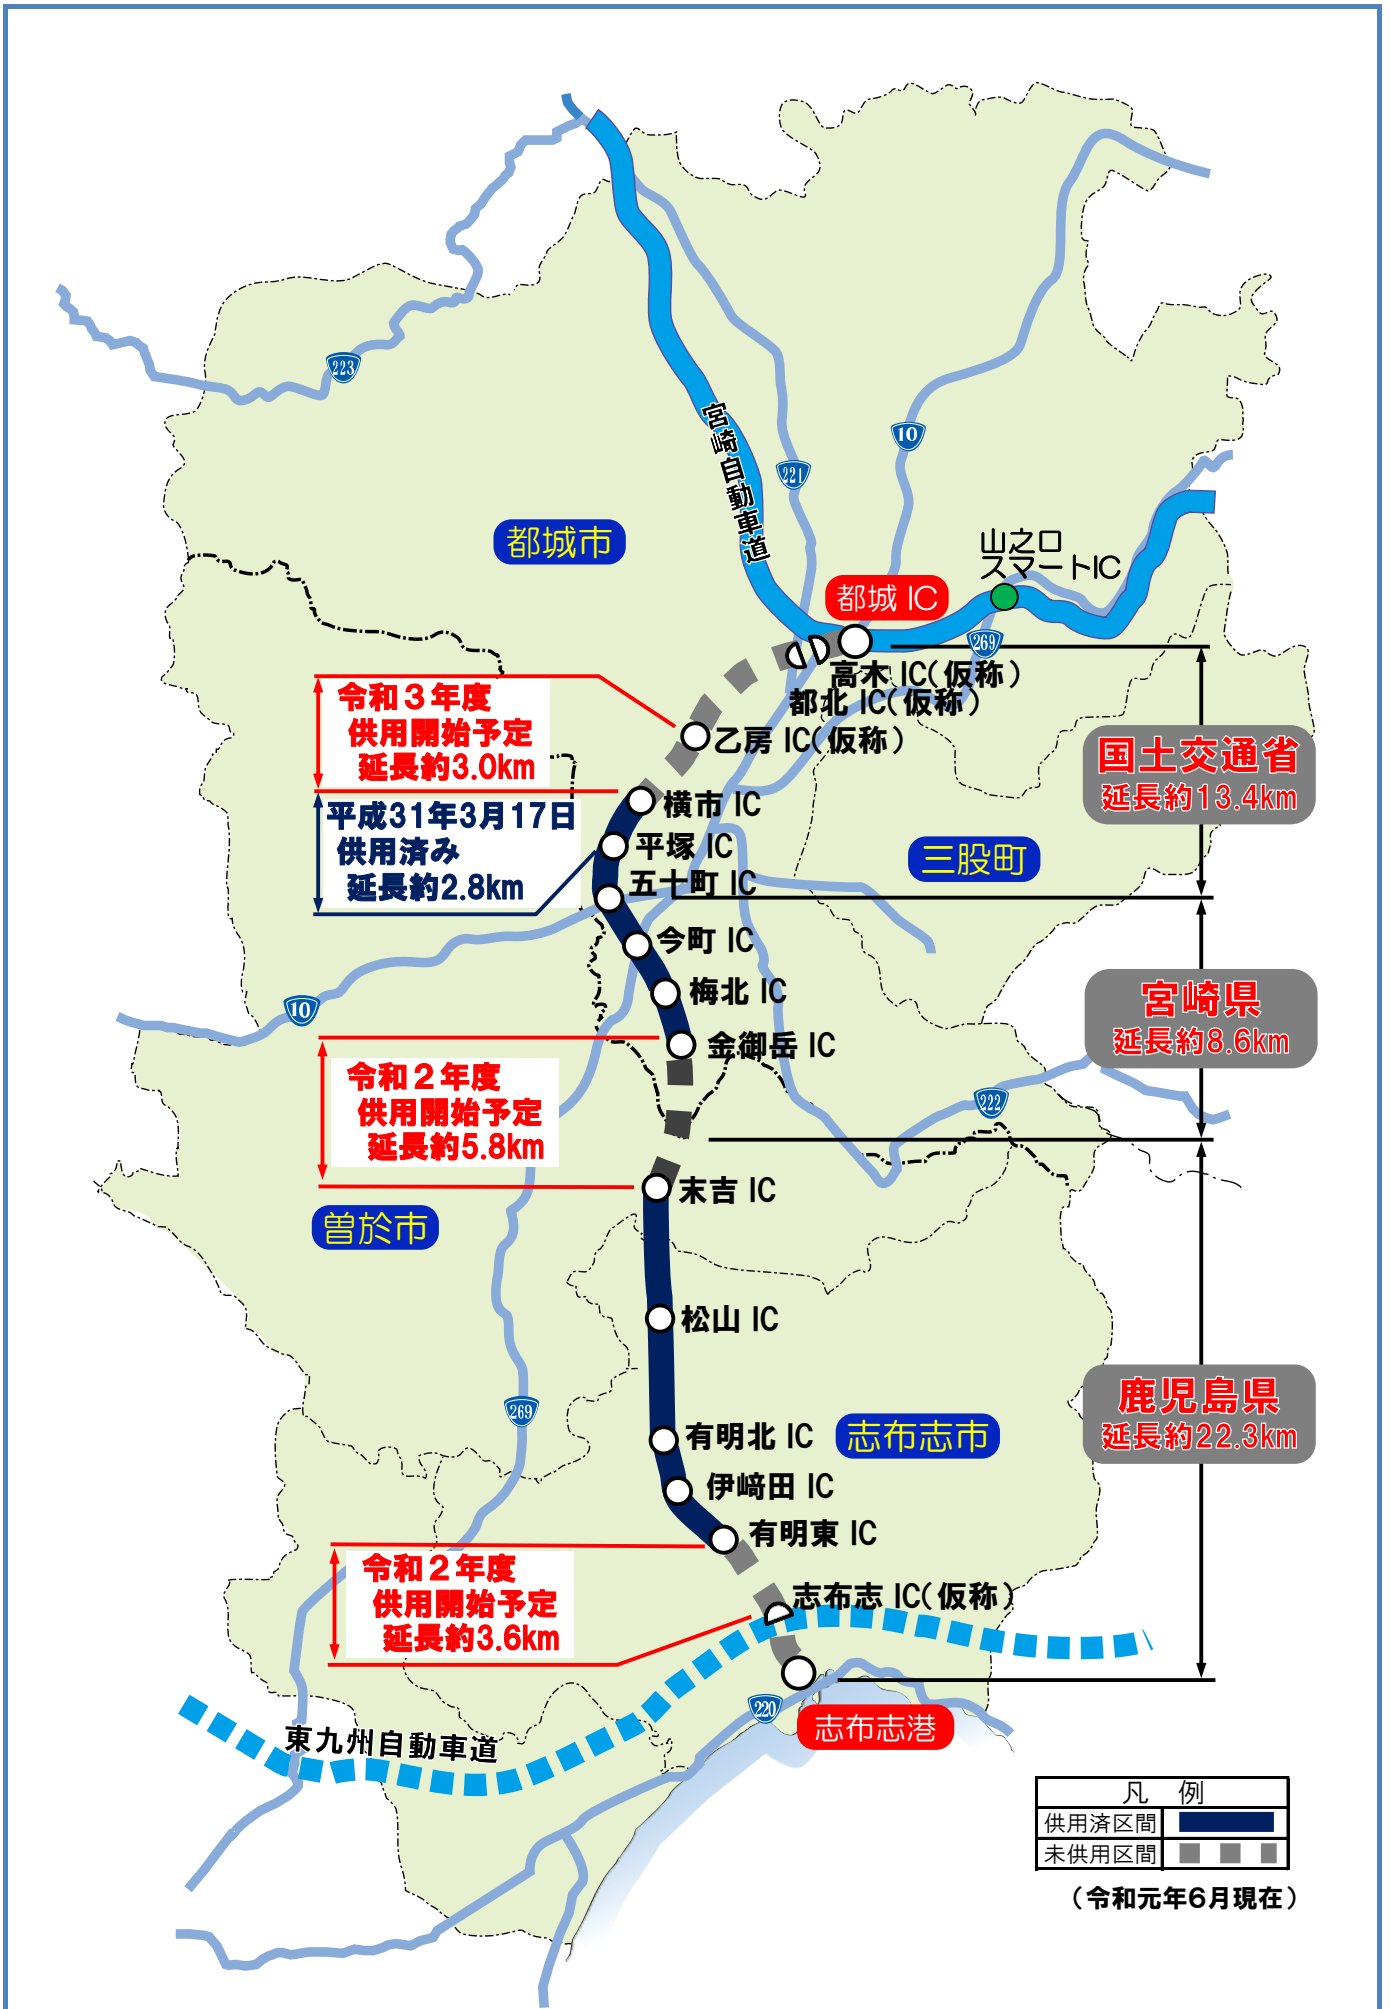 223
宮崎自動車道
221
10
都城市
山之口
スマートIC
都城 IC
269
高木 IC(仮称)
都北 IC(仮称)
令和3年度
供用開始予定
延長約3.0km
乙房 IC(仮称)
国土交通省
延長約13.4km
横市 IC
平成31年3月17日
供用済み
延長約2.8km
平塚 IC
三股町
五十町 IC
今町 IC
梅北 IC
10
宮崎県
延長約8.6km
金御岳 IC
令和2年度
供用開始予定
延長約5.8km
222
末吉 IC
曽於市
松山 IC
鹿児島県
延長約22.3km
269
有明北 IC
志布志市
伊﨑田 IC
有明東 IC
令和2年度
供用開始予定
延長約3.6km
志布志 IC(仮称)
220
志布志港
東九州自動車道
凡 例
供用済区間
未供用区間
(令和元年6月現在)